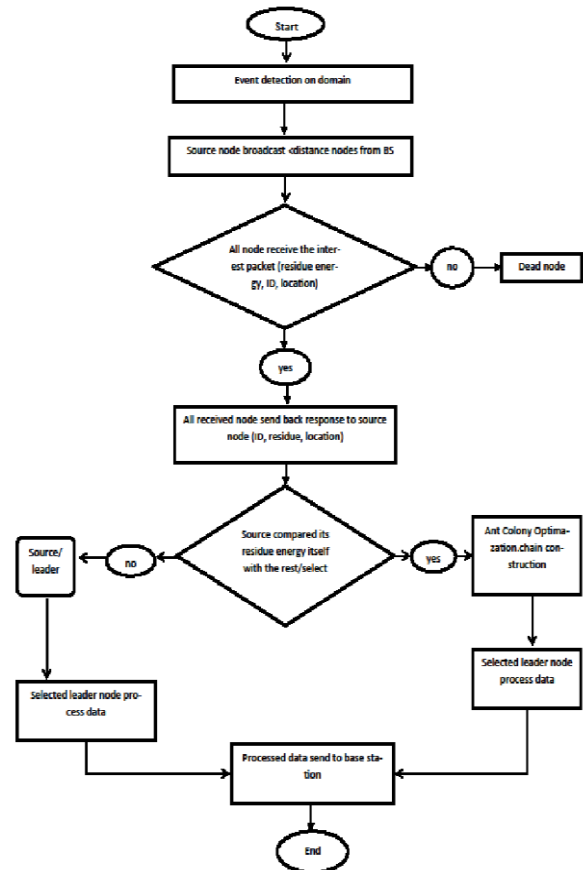 Start
Event detection on domain
Source node broadcast <distance nodes from BS
All node receive the inter-
est packet (residue ener-
gy, ID, location)
no
Dead node
yes
All received node send back response to source
node (ID, residue, location)
Source compared its
residue energy itself
with the rest/select
no
Source/
leader
yes
Ant Colony Optima-
zation.chain con-
struction
Selected leader node pro-
cess data
Selected leader node
process data
Processed data send to base sta-
tion
End